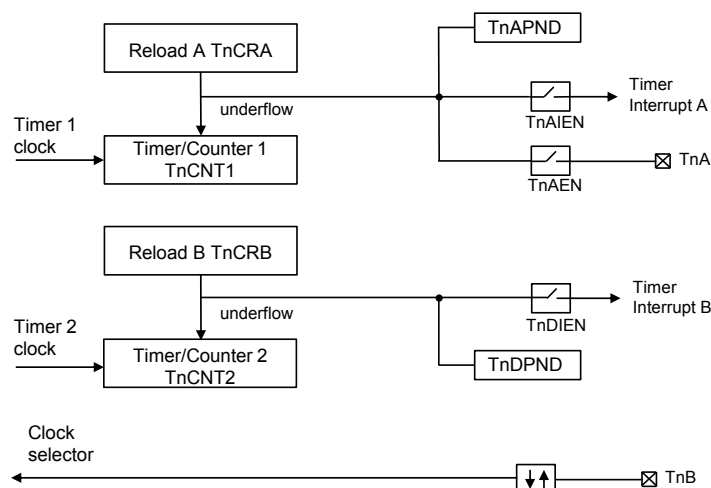 Reload A TnCRA
TnAPND
underflow
Timer
Interrupt A
TnAIEN
Timer 1
clock
Timer/Counter 1
TnCNT1
TnA
TnAEN
Reload B TnCRB
underflow
Timer
Interrupt B
TnDIEN
Timer 2
clock
Timer/Counter 2
TnCNT2
TnDPND
Clock
selector
TnB